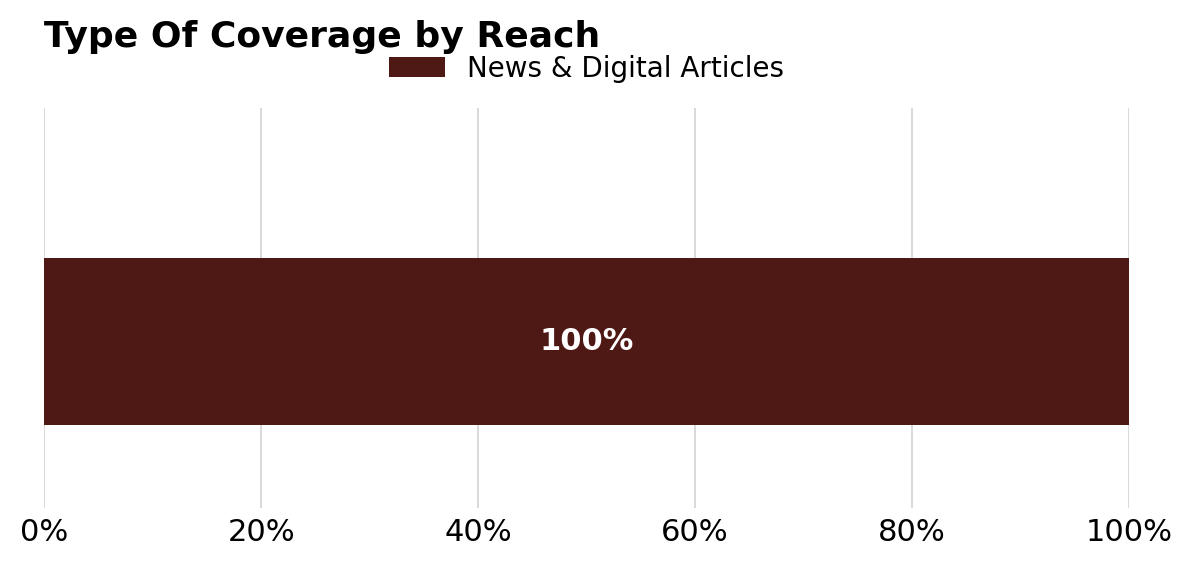 Type Of Coverage by Reach
News & Digital Articles
100%
0% 20% 40% 60% 80% 100%